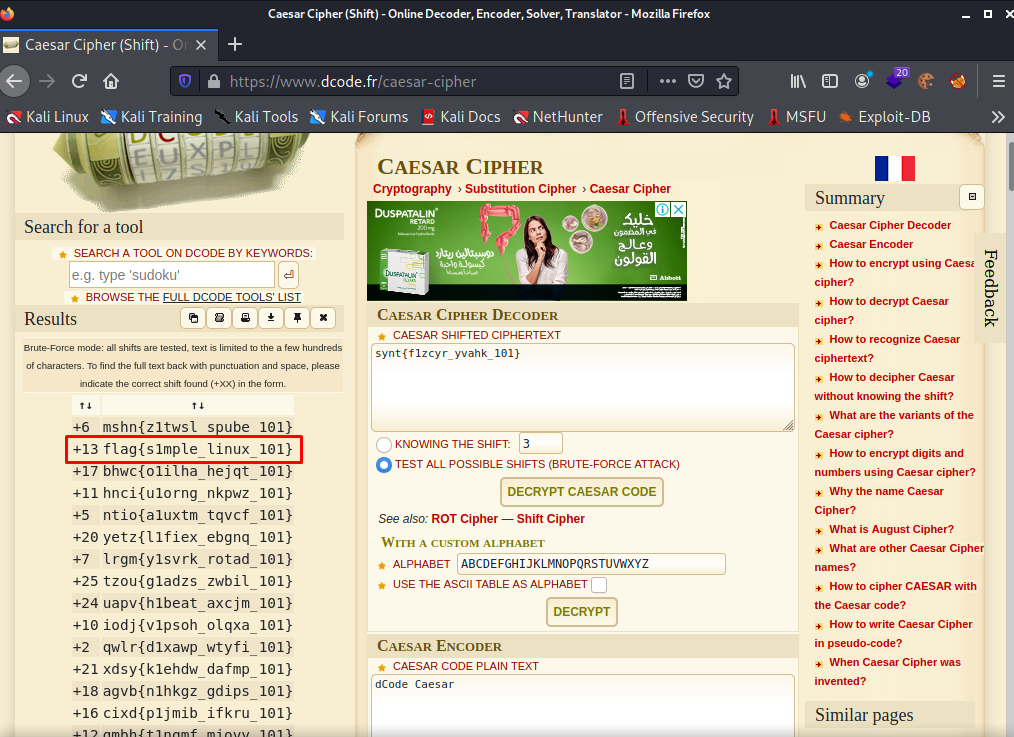 Caesar Cipher (Shift) - Online Decoder, Encoder, Solver, Translator - Mozilla Firefox
Caesar Cipher (Shift) - On
https://www.dcode.fr/caesar-cipher
20
Kali Linux
Kali Training
Kali Tools
Kali Forums
Kali Docs
NetHunter
Offensive Security
MSFU
Exploit-DB
Search for a tool
SEARCH A TOOL ON DCODE BY KEYWORDS:
e.g. type 'sudoku'
BROWSE THE FULL DCODE TOOLS' LIST
Results
Brute-Force mode: all shifts are tested, text is limited to the a few hundreds
of characters. To find the full text back with punctuation and space, please
indicate the correct shift found (+XX) in the form.
↑↓ ↑↓
+6 mshn{z1twsl_spube_101}
+13 flag{s1mple_linux_101}
+17 bhwc{o1ilha_hejqt_101}
+11 hnci{u1orng_nkpwz_101}
+5 ntio{a1uxtm_tqvcf_101}
+20 yetz{l1fiex_ebgnq_101}
+7 lrgm{y1svrk_rotad_101}
+25 tzou{g1adzs_zwbil_101}
+24 uapv{h1beat_axcjm_101}
+10 iodj{v1psoh_olqxa_101}
+2 qwlr{d1xawp_wtyfi_101}
+21 xdsy{k1ehdw_dafmp_101}
+18 agvb{n1hkgz_gdips_101}
+16 cixd{p1jmib_ifkru_101}
+12 gmbh{t1nqmf_mjovy_101}
CAESAR CIPHER
Cryptography › Substitution Cipher › Caesar Cipher
DUSPATALIN®
RETARD
200 mg
خليك
في المضمون
وعالج
القولون
دوسباتالين ريتارد
DUSPATALIN
Abbott
CAESAR CIPHER DECODER
CAESAR SHIFTED CIPHERTEXT
synt{f1zcyr_yvahk_101}
KNOWING THE SHIFT: 3
TEST ALL POSSIBLE SHIFTS (BRUTE-FORCE ATTACK)
DECRYPT CAESAR CODE
See also: ROT Cipher — Shift Cipher
WITH A CUSTOM ALPHABET
ALPHABET ABCDEFGHIJKLMNOPQRSTUVWXYZ
USE THE ASCII TABLE AS ALPHABET
DECRYPT
CAESAR ENCODER
CAESAR CODE PLAIN TEXT
dCode Caesar
Summary
Caesar Cipher Decoder
Caesar Encoder
How to encrypt using Caesa
cipher?
How to decrypt Caesar
cipher?
How to recognize Caesar
ciphertext?
How to decipher Caesar
without knowing the shift?
What are the variants of the
Caesar cipher?
How to encrypt digits and
numbers using Caesar cipher?
Why the name Caesar
Cipher?
What is August Cipher?
What are other Caesar Cipher
names?
How to cipher CAESAR with
the Caesar code?
How to write Caesar Cipher
in pseudo-code?
When Caesar Cipher was
invented?
Similar pages
Feedback